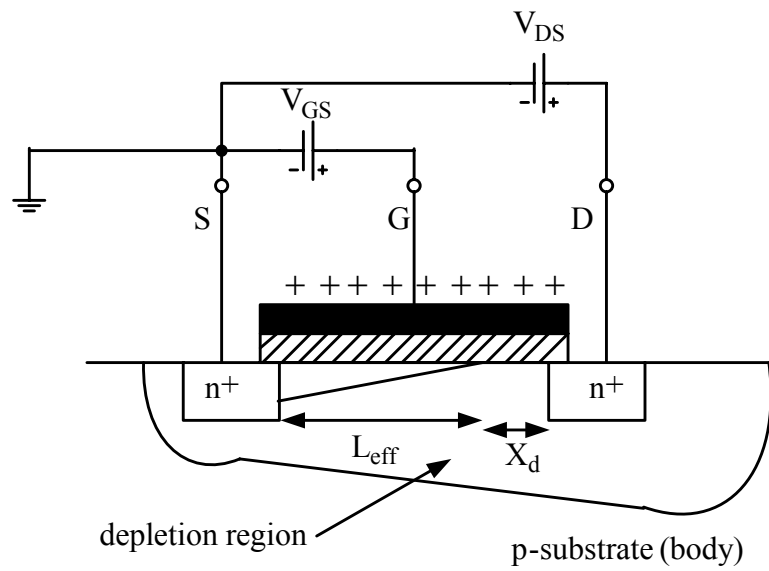 V_DS
V_GS
- +
- +
S G D
+ + + + + + + + +
n+ n+
L_eff X_d
depletion region
p-substrate (body)